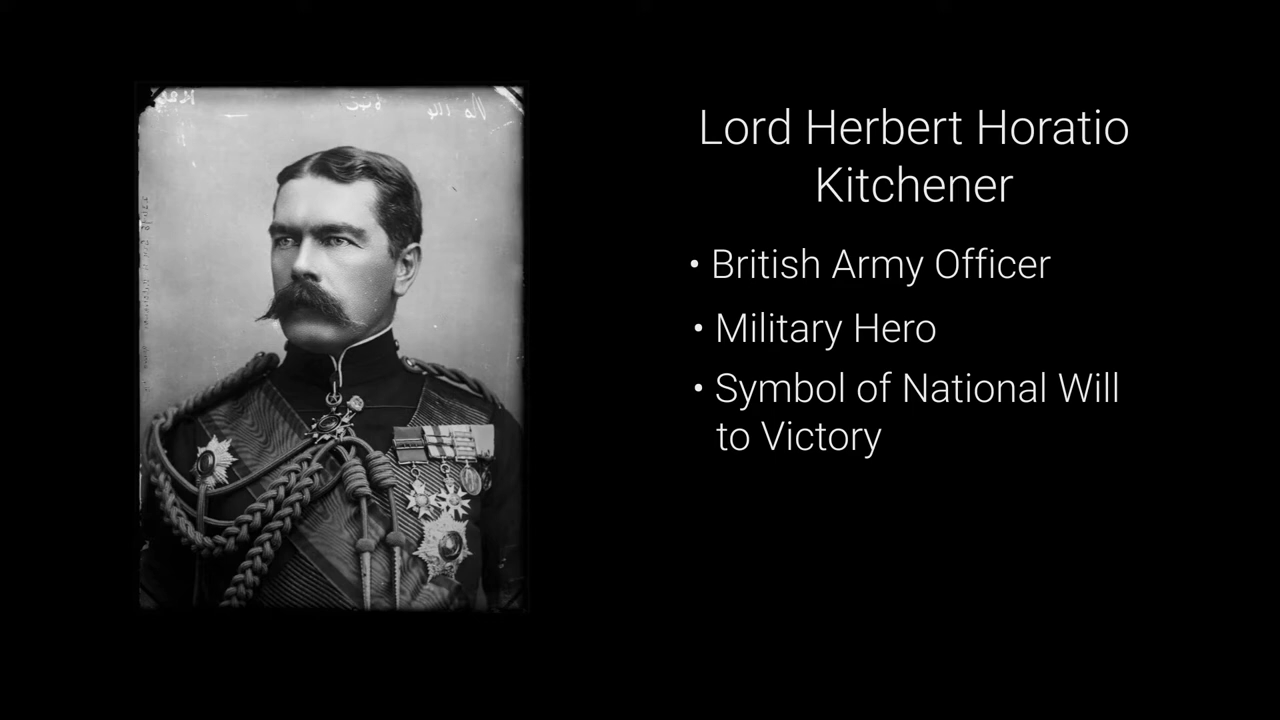 Lord Herbert Horatio
Kitchener
• British Army Officer
• Military Hero
• Symbol of National Will
to Victory